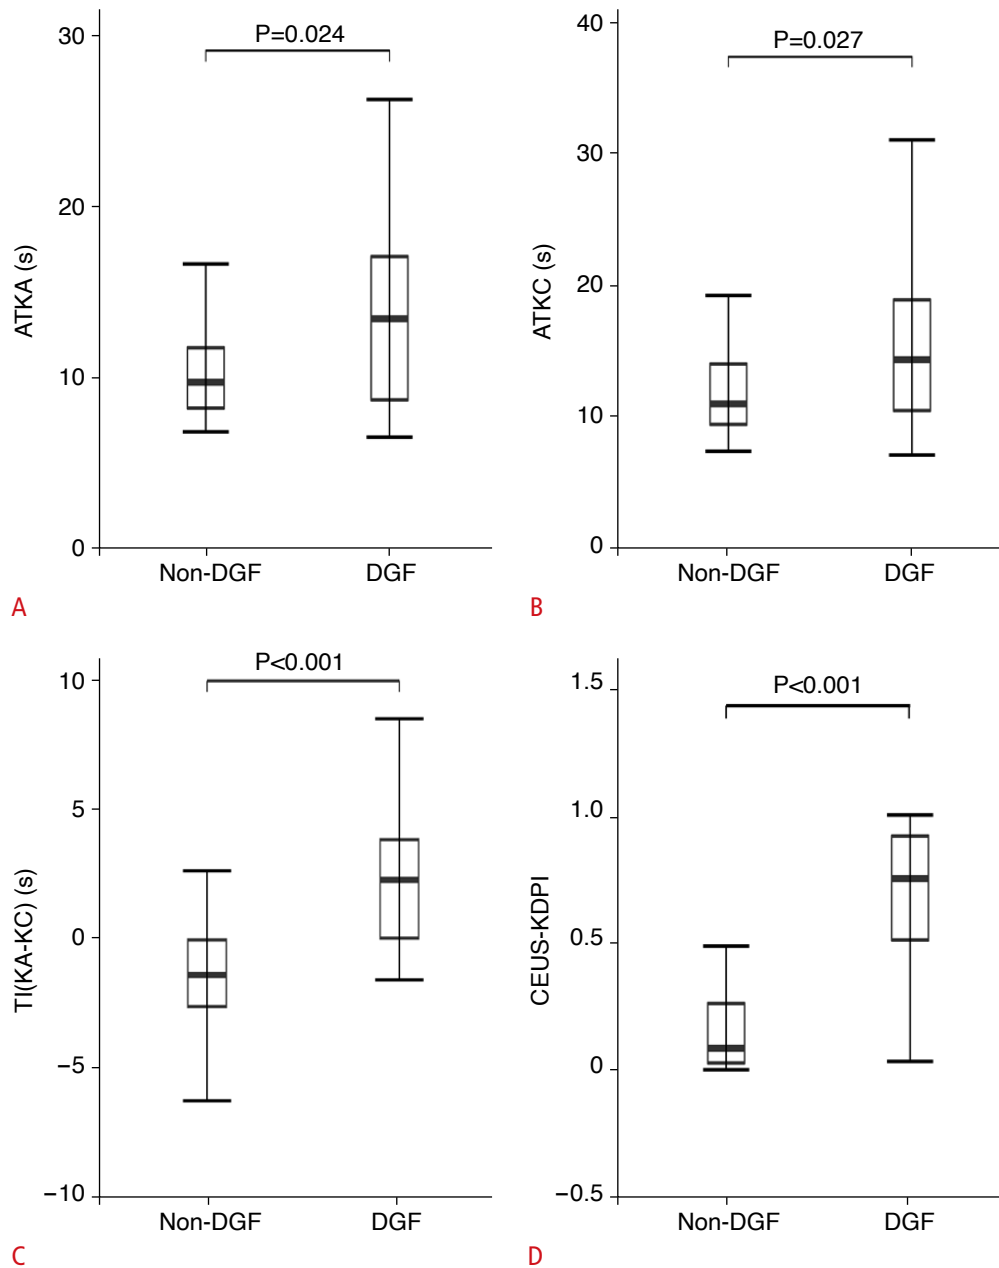 P=0.024
30
20
10
0
ATKA (s)
Non-DGF
DGF
A
P=0.027
40
30
20
10
0
ATKC (s)
Non-DGF
DGF
B
P<0.001
10
5
0
−5
−10
TI(KA-KC) (s)
Non-DGF
DGF
C
P<0.001
1.5
1.0
0.5
0
−0.5
CEUS-KDPI
Non-DGF
DGF
D